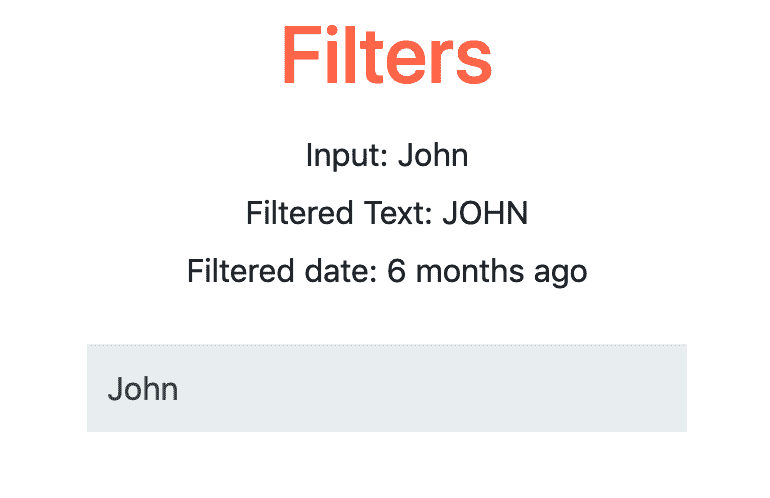 Filters
Input: John
Filtered Text: JOHN
Filtered date: 6 months ago
John